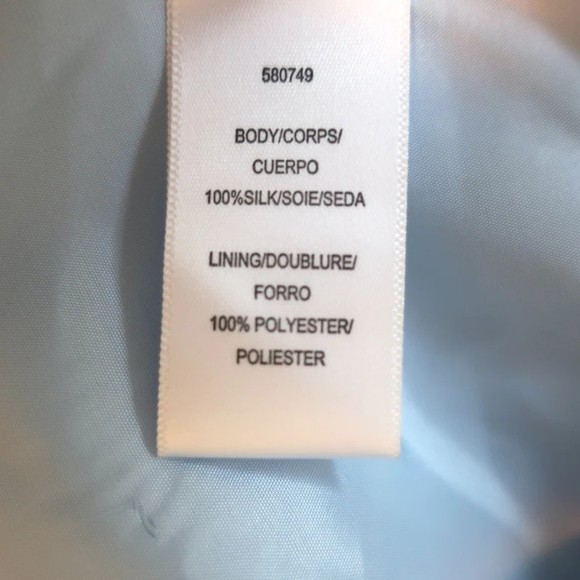 580749
BODY/CORPS/
CUERPO
100%SILK/SOIE/SEDA
LINING/DOUBLURE/
FORRO
100% POLYESTER/
POLIESTER